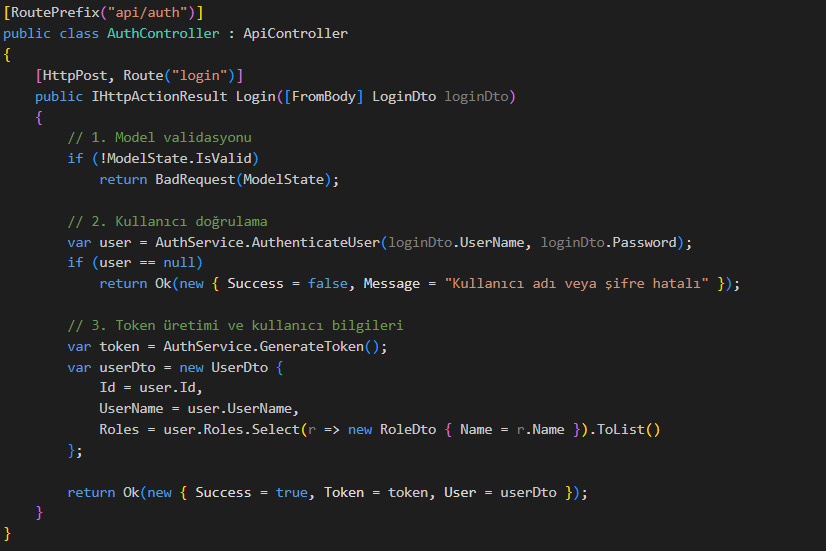 [RoutePrefix("api/auth")]
public class AuthController : ApiController
{
    [HttpPost, Route("login")]
    public IHttpActionResult Login([FromBody] LoginDto loginDto)
    {
        // 1. Model validasyonu
        if (!ModelState.IsValid)
            return BadRequest(ModelState);

        // 2. Kullanıcı doğrulama
        var user = AuthService.AuthenticateUser(loginDto.UserName, loginDto.Password);
        if (user == null)
            return Ok(new { Success = false, Message = "Kullanıcı adı veya şifre hatalı" });

        // 3. Token üretimi ve kullanıcı bilgileri
        var token = AuthService.GenerateToken();
        var userDto = new UserDto {
            Id = user.Id,
            UserName = user.UserName,
            Roles = user.Roles.Select(r => new RoleDto { Name = r.Name }).ToList()
        };

        return Ok(new { Success = true, Token = token, User = userDto });
    }
}